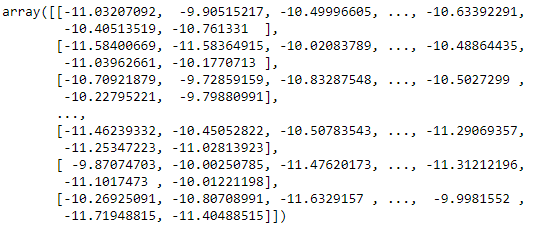 array([[-11.03207092,  -9.90515217, -10.49996605, ..., -10.63392291,
        -10.40513519, -10.761331  ],
       [-11.58400669, -11.58364915, -10.02083789, ..., -10.48864435,
        -11.03962661, -10.1770713 ],
       [-10.70921879,  -9.72859159, -10.83287548, ..., -10.5027299 ,
        -10.22795221,  -9.79880991],
       ...,
       [-11.46239332, -10.45052822, -10.50783543, ..., -11.29069357,
        -11.25347223, -11.02813923],
       [ -9.87074703, -10.00250785, -11.47620173, ..., -11.31212196,
        -11.1017473 , -10.01221198],
       [-10.26925091, -10.80708991, -11.6329157 , ...,  -9.9981552 ,
        -11.71948815, -11.40488515]])